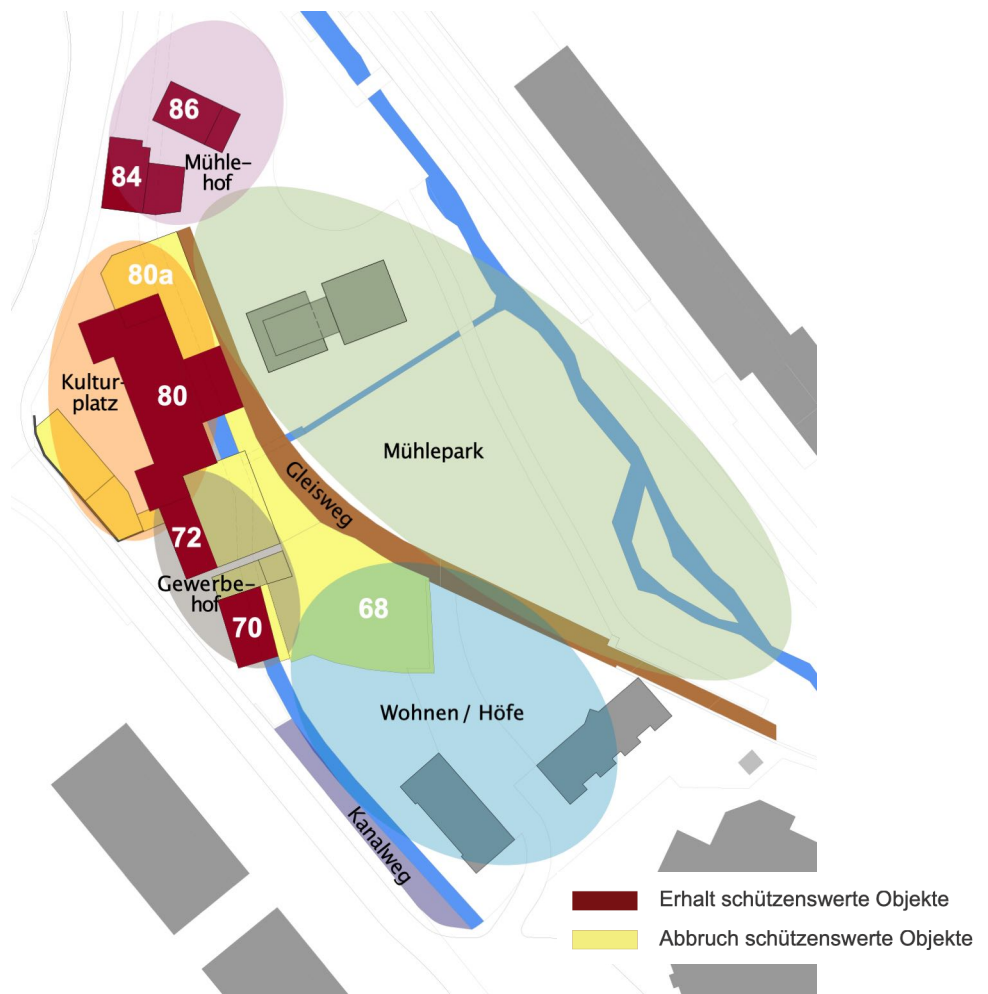 86
Mühle-
hof
84
80a
Kultur-
platz
80
Mühlepark
Gleisweg
72
Gewerbe-
hof
70
68
Wohnen / Höfe
Kanalweg
Erhalt schützenswerte Objekte
Abbruch schützenswerte Objekte